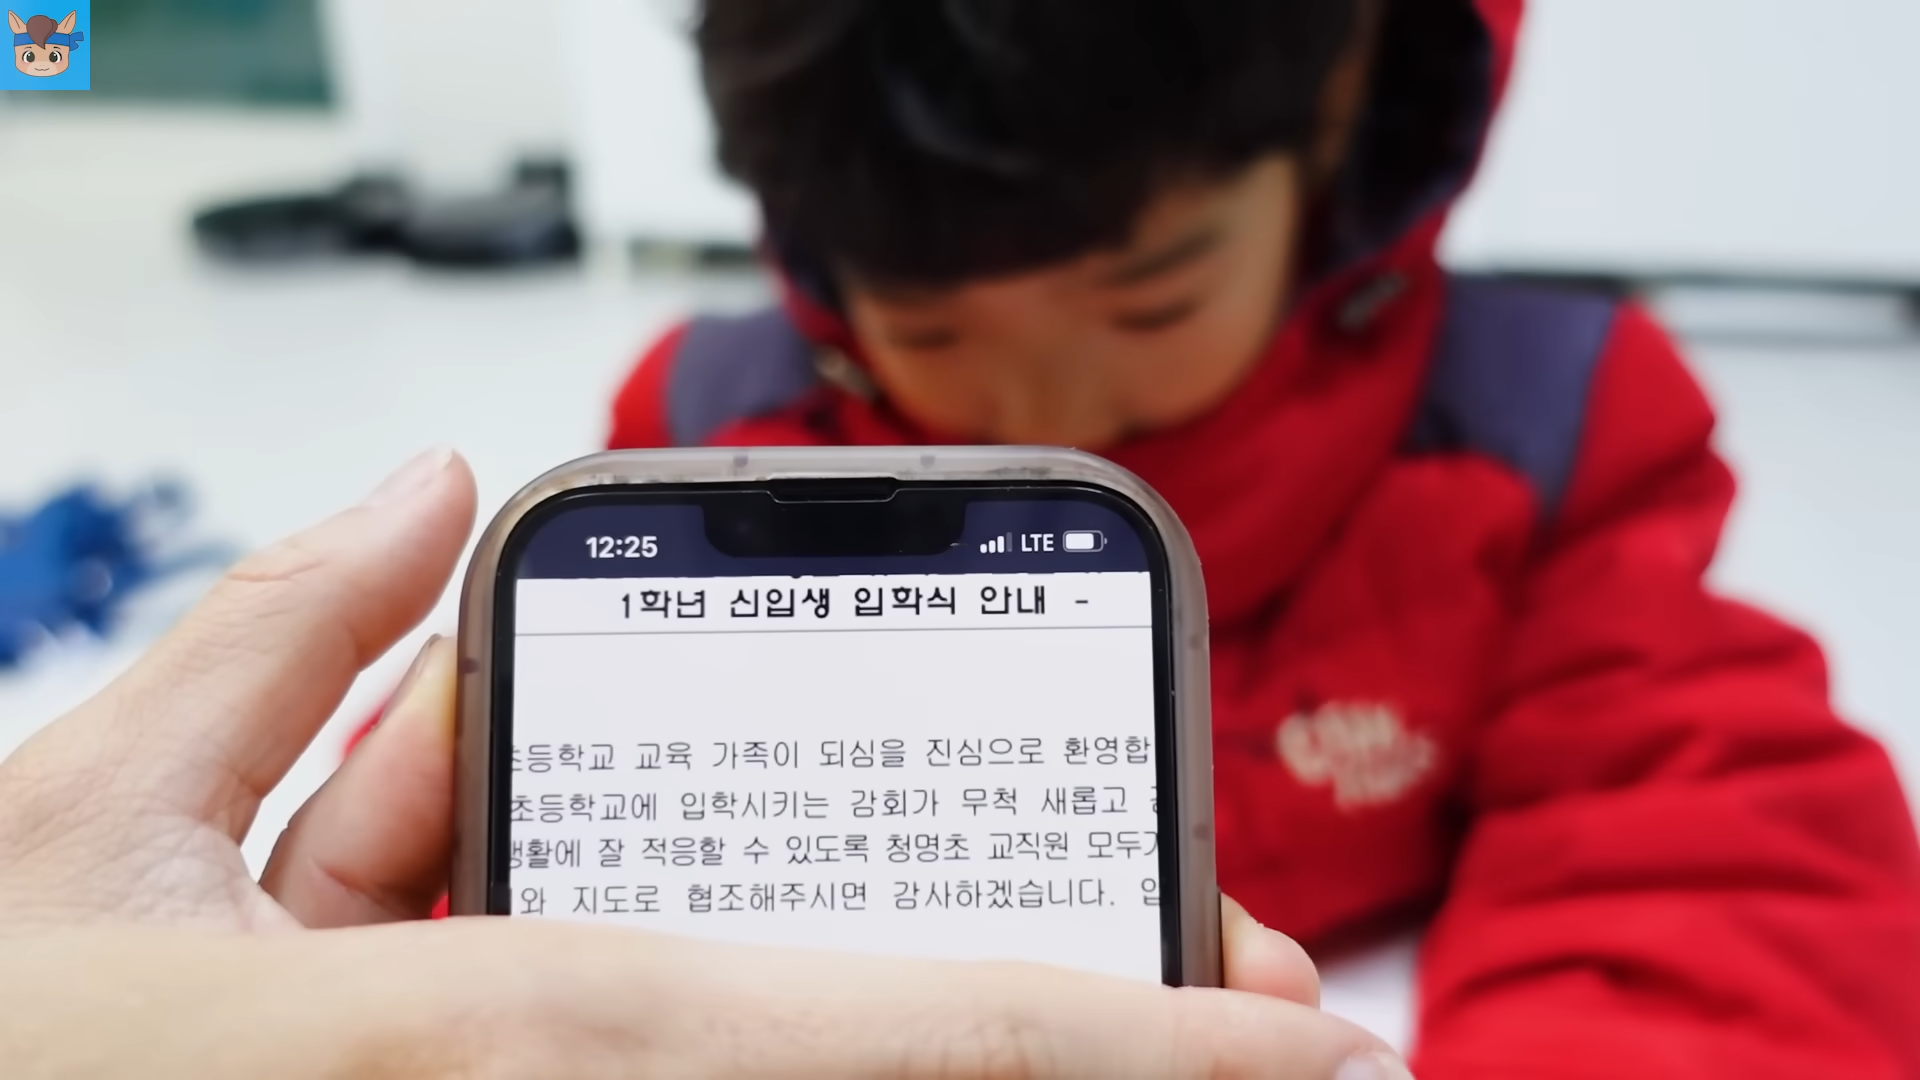 12:25 LTE
1학년 신입생 입학식 안내 -
초등학교 교육 가족이 되심을 진심으로 환영합
초등학교에 입학시키는 감회가 무척 새롭고
생활에 잘 적응할 수 있도록 청명초 교직원 모두가
와 지도로 협조해주시면 감사하겠습니다. 입